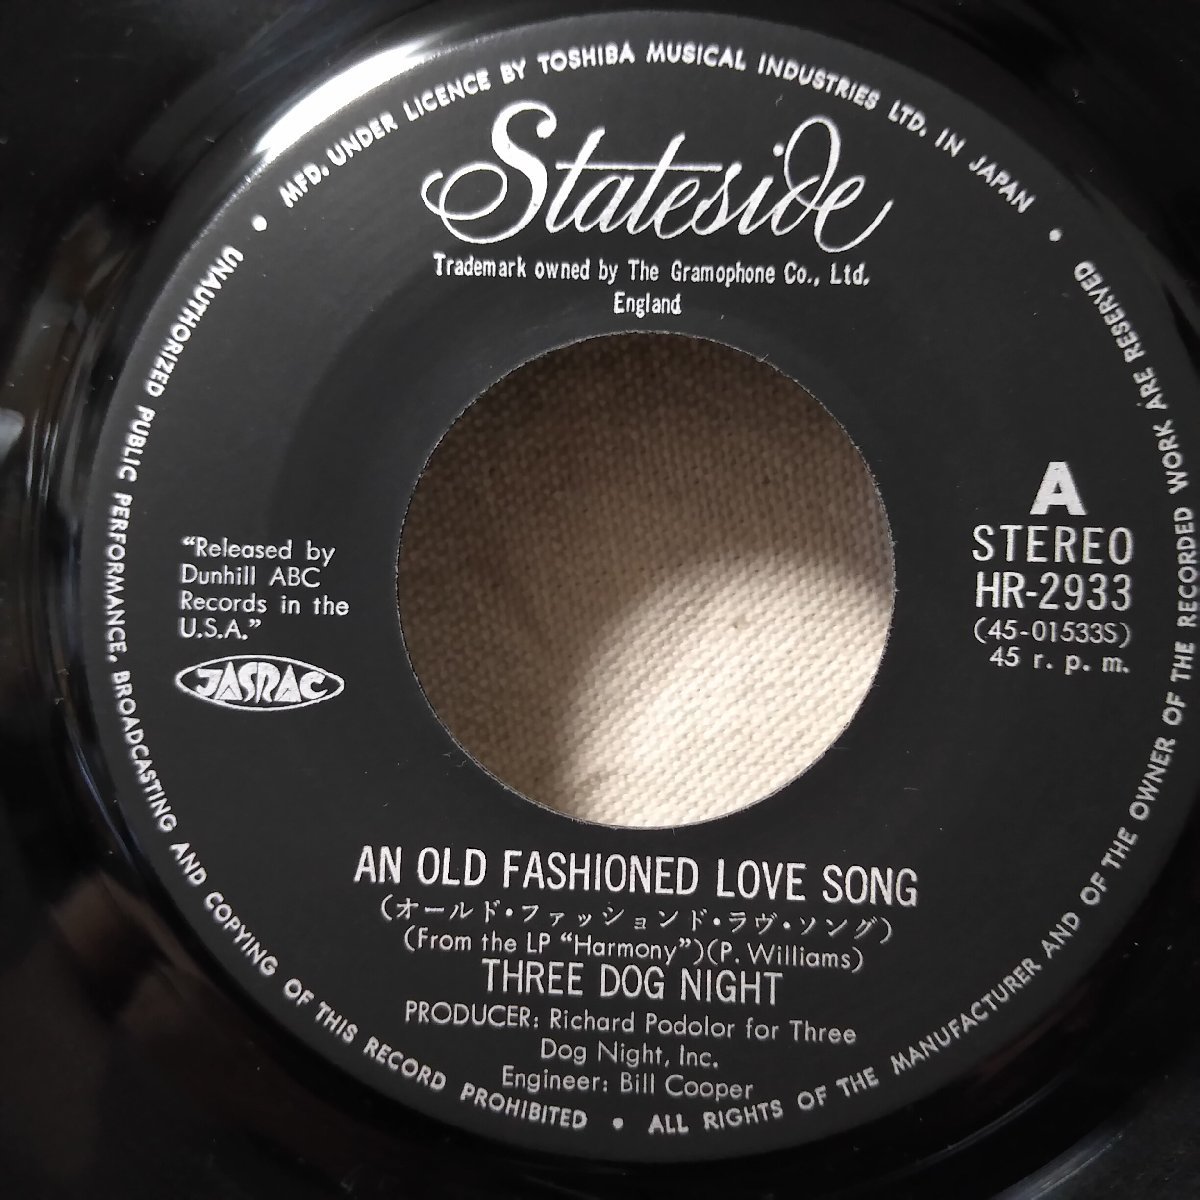 MFD. UNDER LICENCE BY TOSHIBA MUSICAL INDUSTRIES LTD. IN JAPAN
Stateside
Trademark owned by The Gramophone Co., Ltd.
England
"Released by
Dunhill ABC
Records in the
U.S.A."
JASRAC
A
STEREO
HR-2933
(45-01533S)
45 r. p. m.
AN OLD FASHIONED LOVE SONG
(オールド・ファッションド・ラヴ・ソング)
(From the LP "Harmony")(P. Williams)
THREE DOG NIGHT
PRODUCER: Richard Podolor for Three
Dog Night, Inc.
Engineer: Bill Cooper
• UNAUTHORIZED PUBLIC PERFORMANCE, BROADCASTING AND COPYING OF THIS RECORD PROHIBITED • ALL RIGHTS OF THE MANUFACTURER AND OF THE OWNER OF THE RECORDED WORK ARE RESERVED •